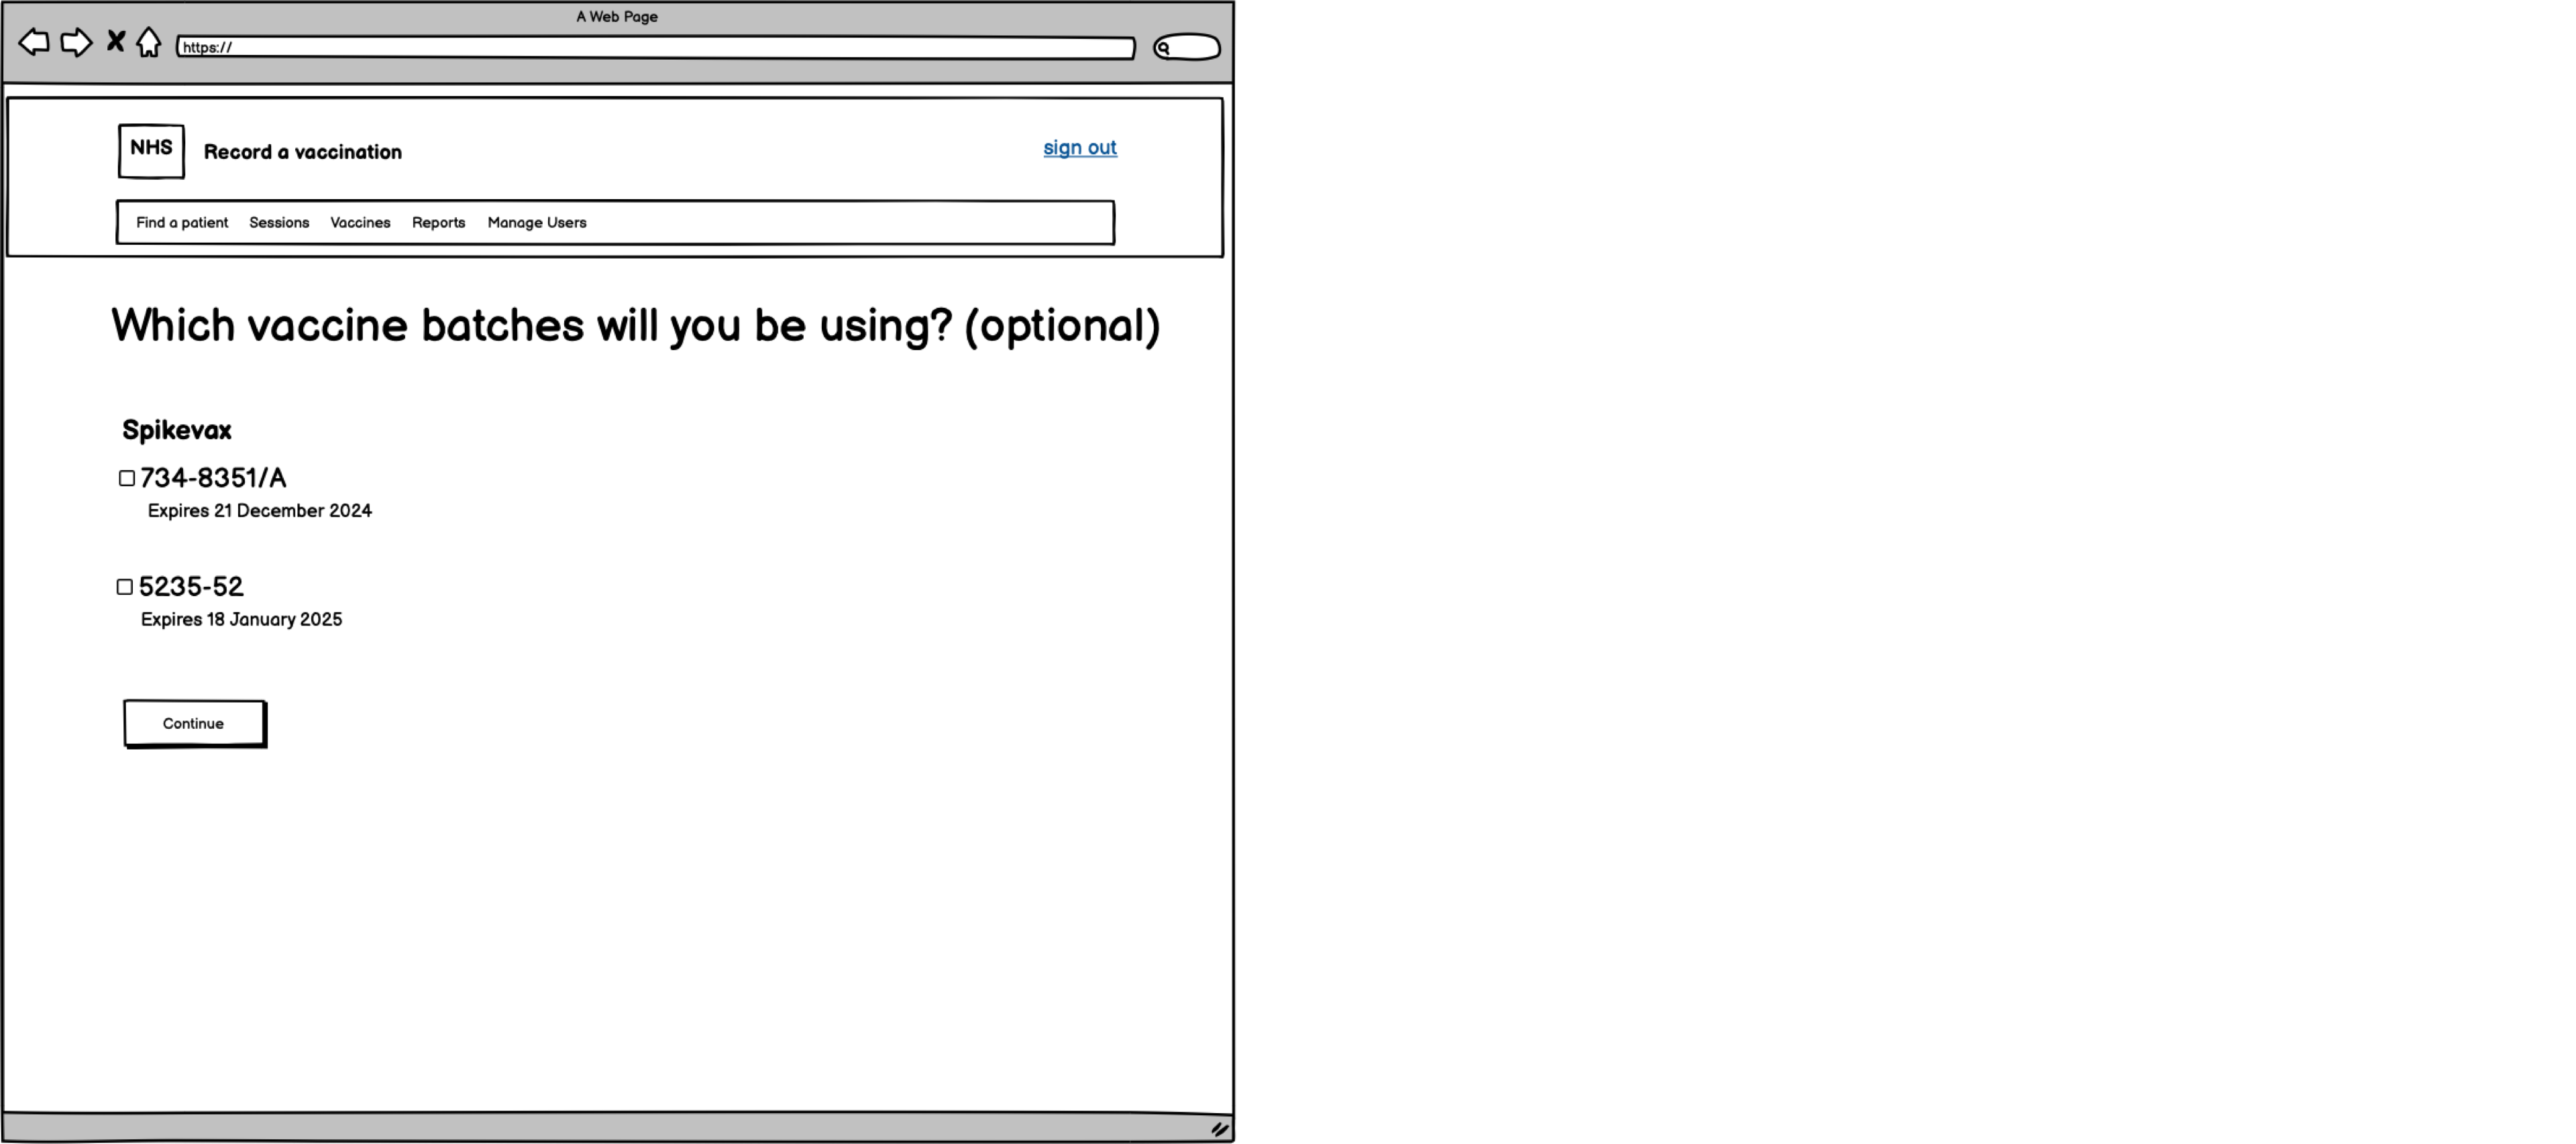 A Web Page
https://
NHS
Record a vaccination
sign out
Find a patient Sessions Vaccines Reports Manage Users
Which vaccine batches will you be using? (optional)
Spikevax
734-8351/A
Expires 21 December 2024
5235-52
Expires 18 January 2025
Continue